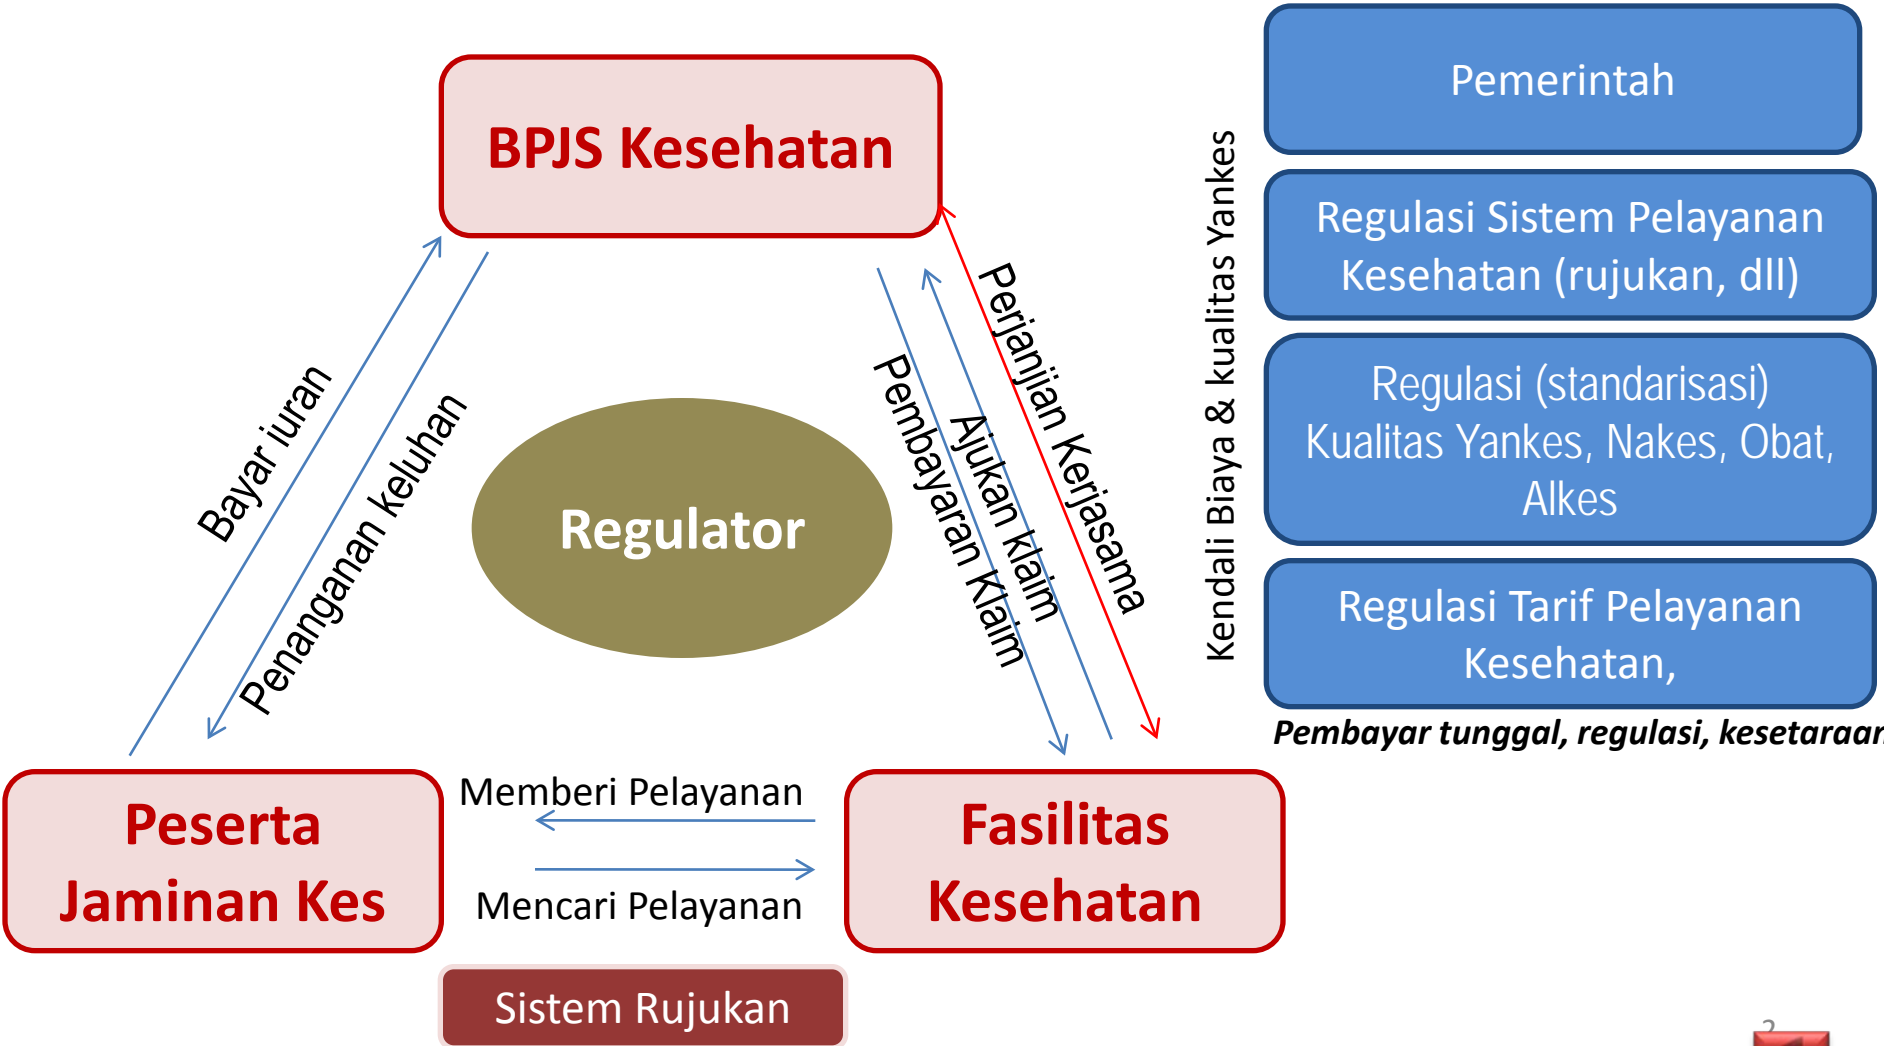 BPJS Kesehatan
Bayar iuran
Penanganan keluhan
Regulator
Pembayaran Klaim
Ajukan klaim
Perjanjian Kerjasama
Peserta
Jaminan Kes
Memberi Pelayanan
Mencari Pelayanan
Fasilitas
Kesehatan
Sistem Rujukan
Kendali Biaya & kualitas Yankes
Pemerintah
Regulasi Sistem Pelayanan
Kesehatan (rujukan, dll)
Regulasi (standarisasi)
Kualitas Yankes, Nakes, Obat,
Alkes
Regulasi Tarif Pelayanan
Kesehatan,
Pembayar tunggal, regulasi, kesetaraan
2